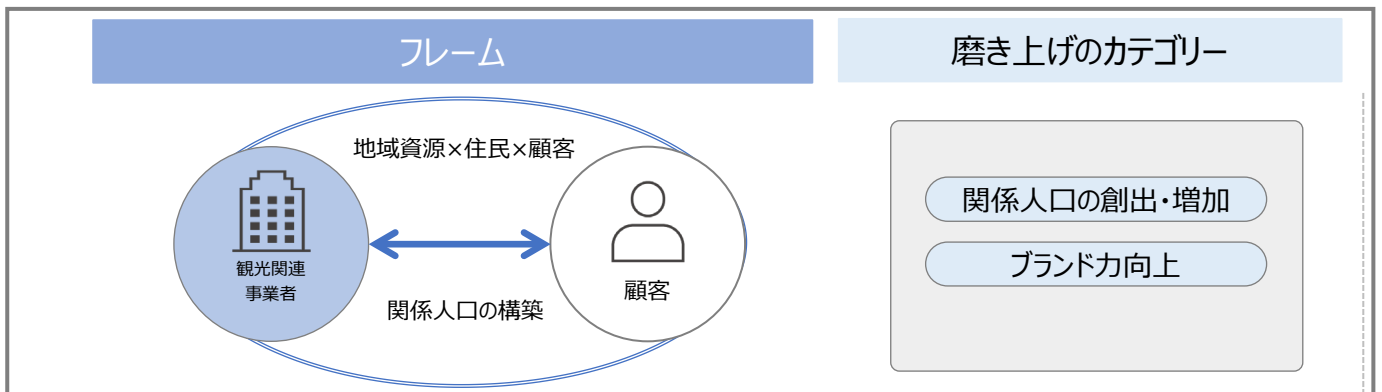 フレーム
磨き上げのカテゴリー
地域資源×住民×顧客
観光関連
事業者
顧客
関係人口の構築
関係人口の創出・増加
ブランド力向上